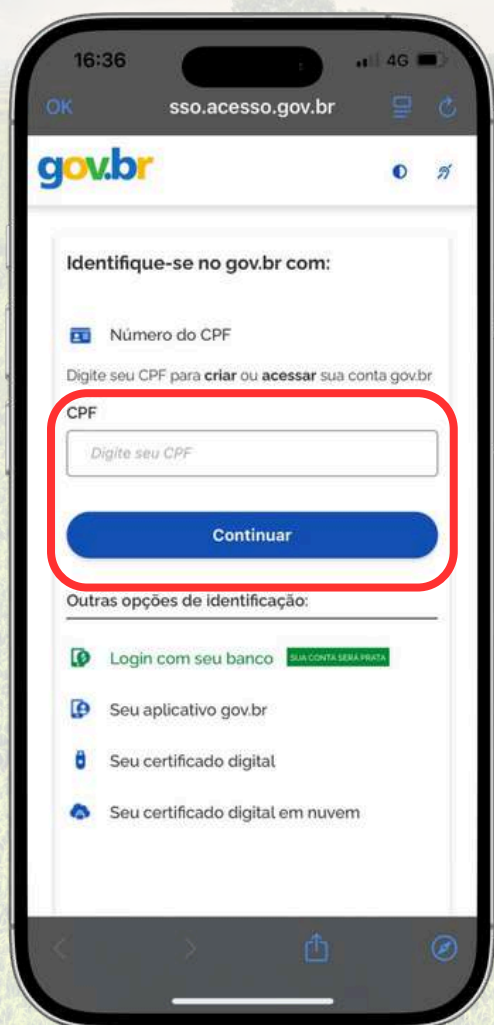 16:36
4G
OK
sso.acesso.gov.br
gov.br
Identifique-se no gov.br com:
Número do CPF
Digite seu CPF para criar ou acessar sua conta gov.br
CPF
Digite seu CPF
Continuar
Outras opções de identificação:
Login com seu banco SUA CONTA SERÁ PRATA
Seu aplicativo gov.br
Seu certificado digital
Seu certificado digital em nuvem